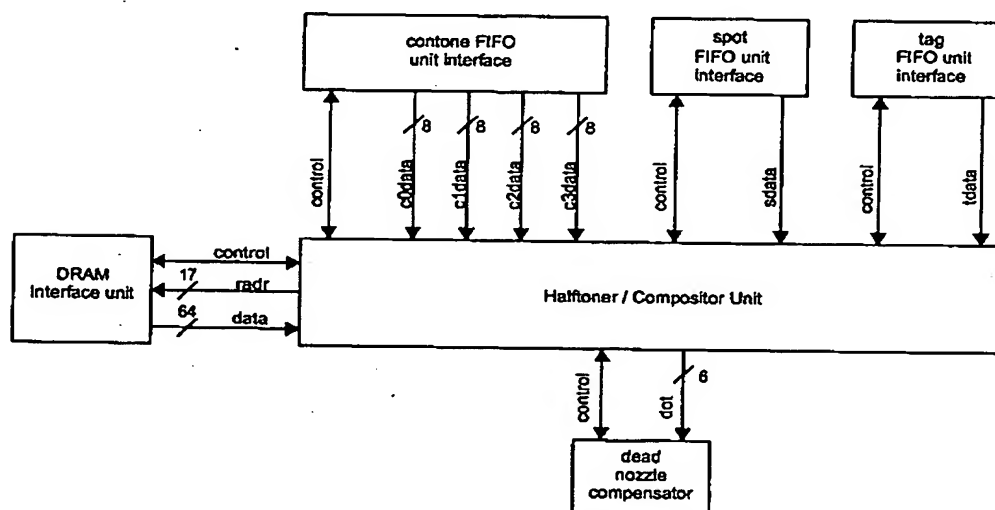 contone FIFO
unit interface
spot
FIFO unit
interface
tag
FIFO unit
interface
8
8
8
8
control
c0data
c1data
c2data
c3data
control
sdata
control
tdata
DRAM
Interface unit
control
17
radr
64
data
Halftoner / Compositor Unit
control
dot
6
dead
nozzle
compensator